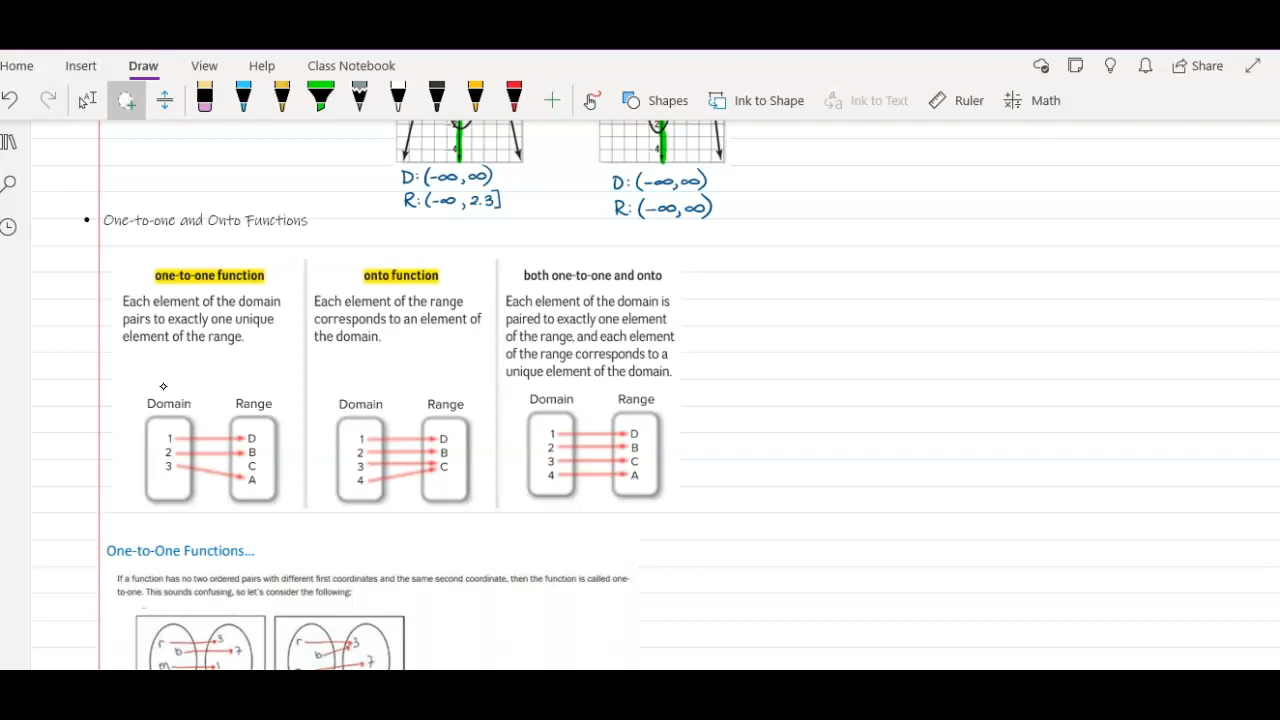 Home Insert Draw View Help Class Notebook Share
Shapes Ink to Shape Ink to Text Ruler Math
D: (-∞, ∞) D: (-∞, ∞)
R: (-∞, 2.3] R: (-∞, ∞)
• One-to-one and Onto Functions
one-to-one function
Each element of the domain
pairs to exactly one unique
element of the range.
Domain Range
1 D
2 B
3 C
A
onto function
Each element of the range
corresponds to an element of
the domain.
Domain Range
1 D
2 B
3 C
4
both one-to-one and onto
Each element of the domain is
paired to exactly one element
of the range, and each element
of the range corresponds to a
unique element of the domain.
Domain Range
1 D
2 B
3 C
4 A
One-to-One Functions...
If a function has no two ordered pairs with different first coordinates and the same second coordinate, then the function is called one-
to-one. This sounds confusing, so let's consider the following:
r 3 r 3
b 7 b 7
m 1